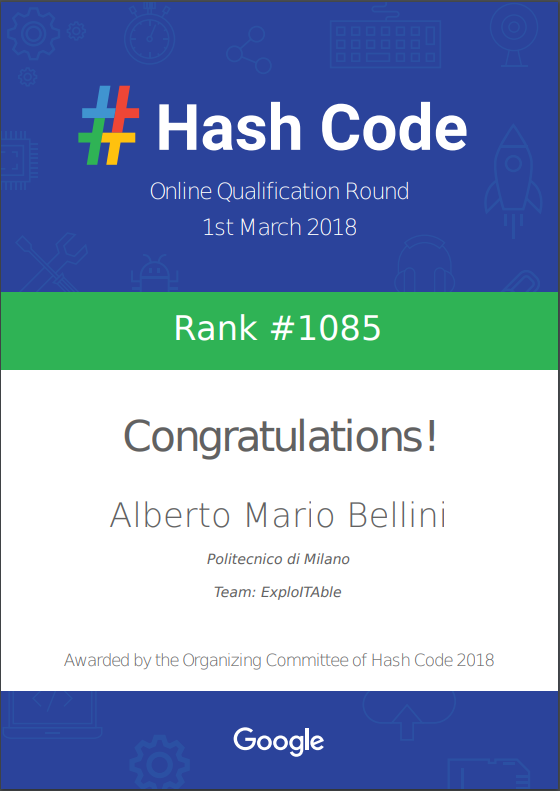 # Hash Code
Online Qualification Round
1st March 2018
Rank #1085
Congratulations!
Alberto Mario Bellini
Politecnico di Milano
Team: ExploITAble
Awarded by the Organizing Committee of Hash Code 2018
Google